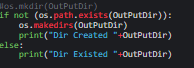 #os.mkdir(OutPutDir)
if not (os.path.exists(OutPutDir)):
    os.makedirs(OutPutDir)
    print("Dir Created "+OutPutDir)
else:
    print("Dir Existed "+OutPutDir)